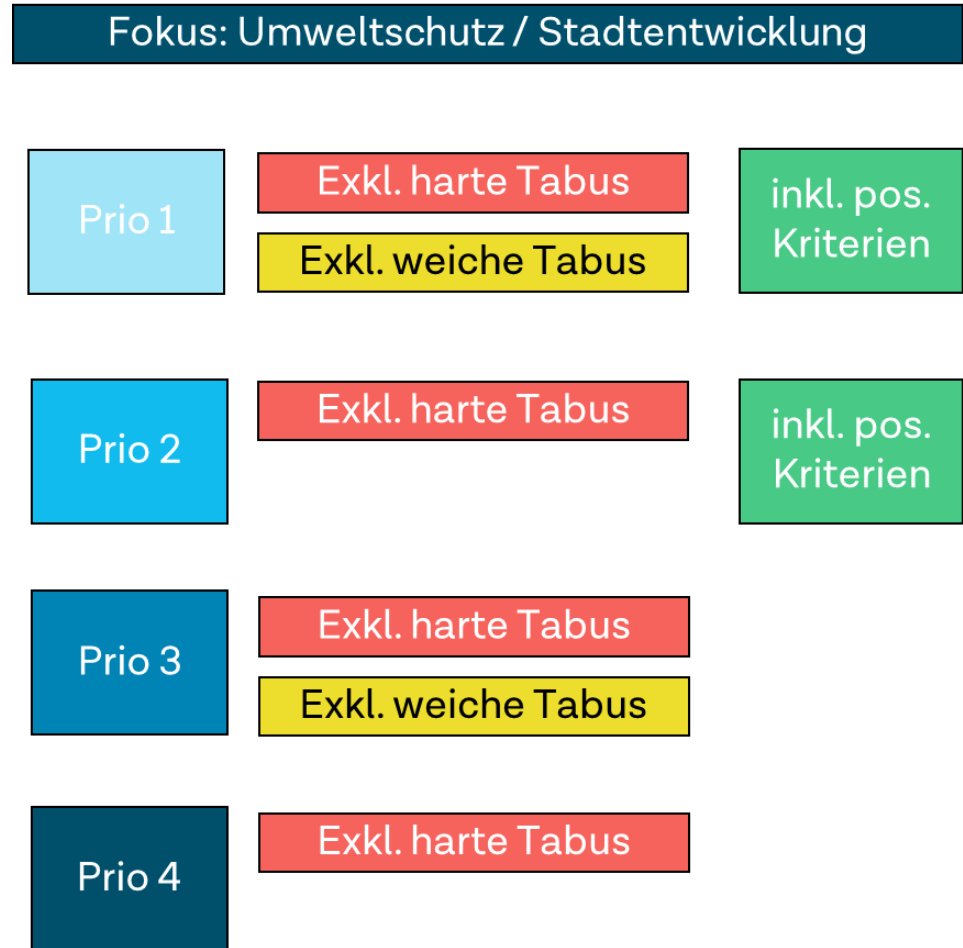 Fokus: Umweltschutz / Stadtentwicklung
Prio 1
Exkl. harte Tabus
Exkl. weiche Tabus
inkl. pos.
Kriterien
Prio 2
Exkl. harte Tabus
inkl. pos.
Kriterien
Prio 3
Exkl. harte Tabus
Exkl. weiche Tabus
Prio 4
Exkl. harte Tabus